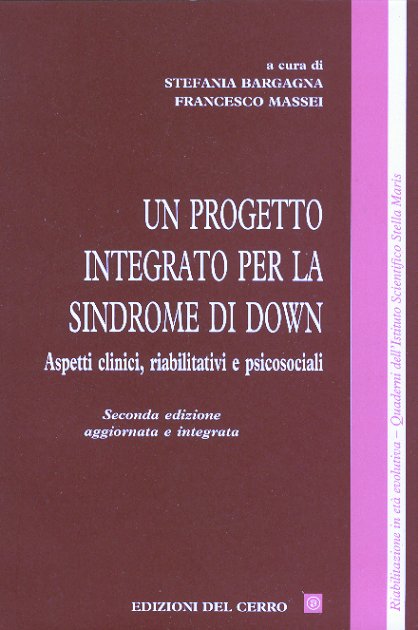 a cura di
STEFANIA BARGAGNA
FRANCESCO MASSEI
UN PROGETTO
INTEGRATO PER LA
SINDROME DI DOWN
Aspetti clinici, riabilitativi e psicosociali
Seconda edizione
aggiornata e integrata
EDIZIONI DEL CERRO
Riabilitazione in età evolutiva – Quaderni dell'Istituto Scientifico Stella Maris